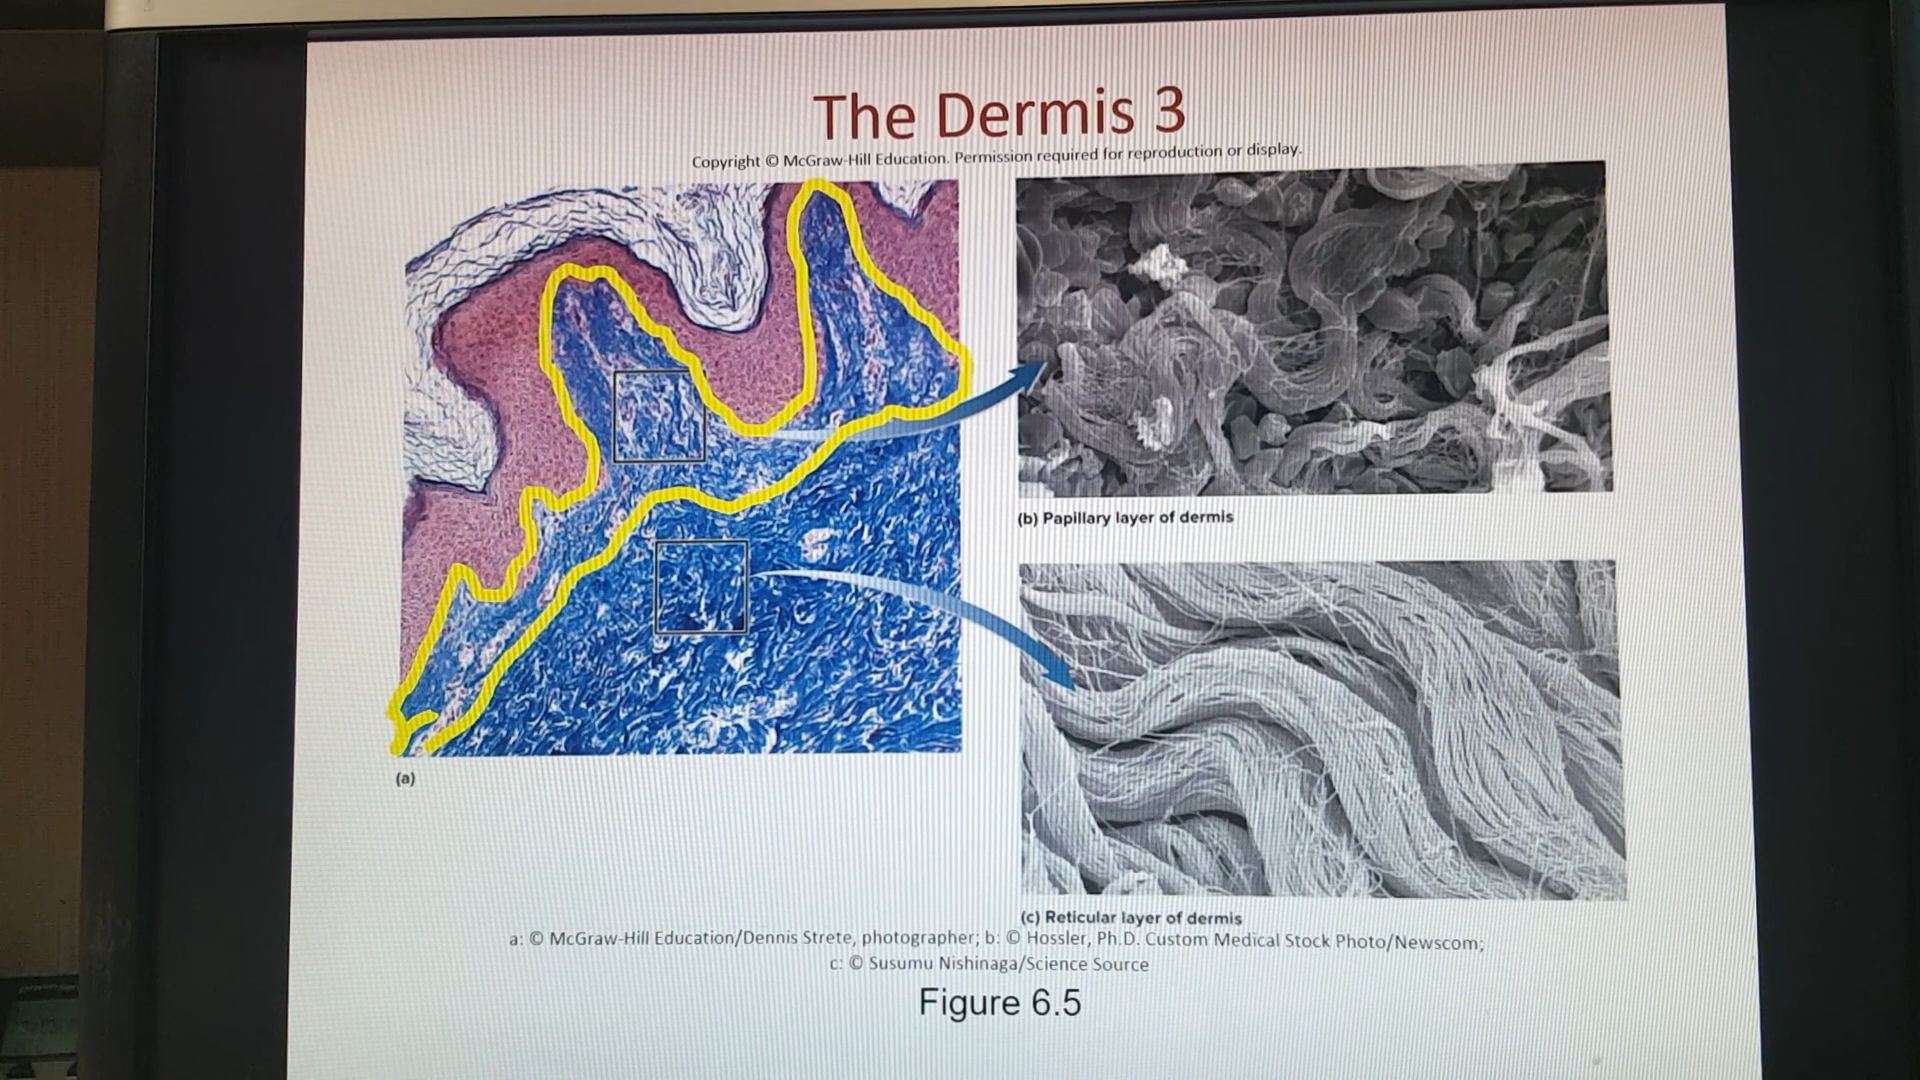 The Dermis 3
Copyright © McGraw-Hill Education. Permission required for reproduction or display.
(b) Papillary layer of dermis
(a)
(c) Reticular layer of dermis
a: © McGraw-Hill Education/Dennis Strete, photographer; b: © Hossler, Ph.D. Custom Medical Stock Photo/Newscom;
c: © Susumu Nishinaga/Science Source
Figure 6.5